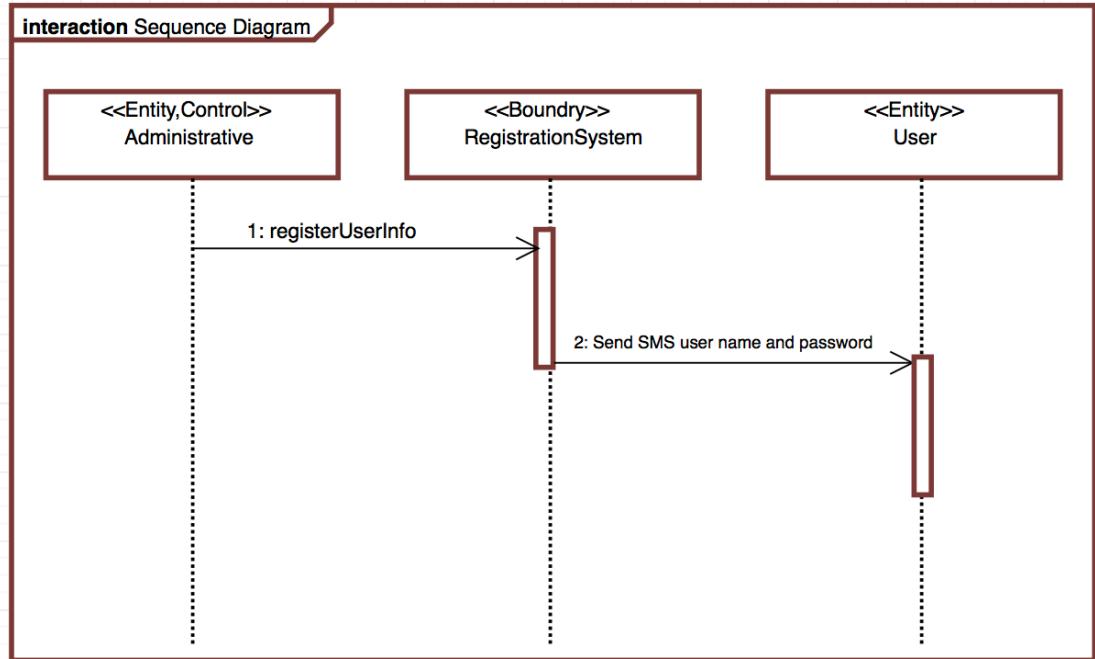 interaction Sequence Diagram
<<Entity,Control>>
Administrative
<<Boundry>>
RegistrationSystem
<<Entity>>
User
1: registerUserInfo
2: Send SMS user name and password